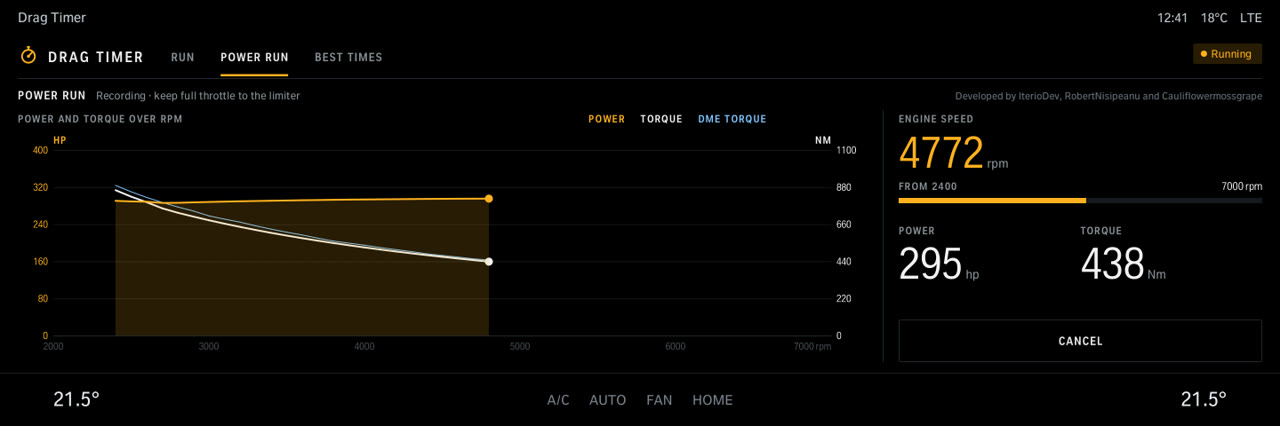 Drag Timer
12:41 18°C LTE
DRAG TIMER RUN POWER RUN BEST TIMES
Running
POWER RUN Recording · keep full throttle to the limiter
Developed by IterioDev, RobertNisipeanu and Cauliflowermossgrape
POWER AND TORQUE OVER RPM
POWER TORQUE DME TORQUE
HP
NM
400
320
240
160
80
0
1100
880
660
440
220
0
2000 3000 4000 5000 6000 7000 rpm
ENGINE SPEED
4772 rpm
FROM 2400 7000 rpm
POWER TORQUE
295 hp 438 Nm
CANCEL
21.5° A/C AUTO FAN HOME 21.5°